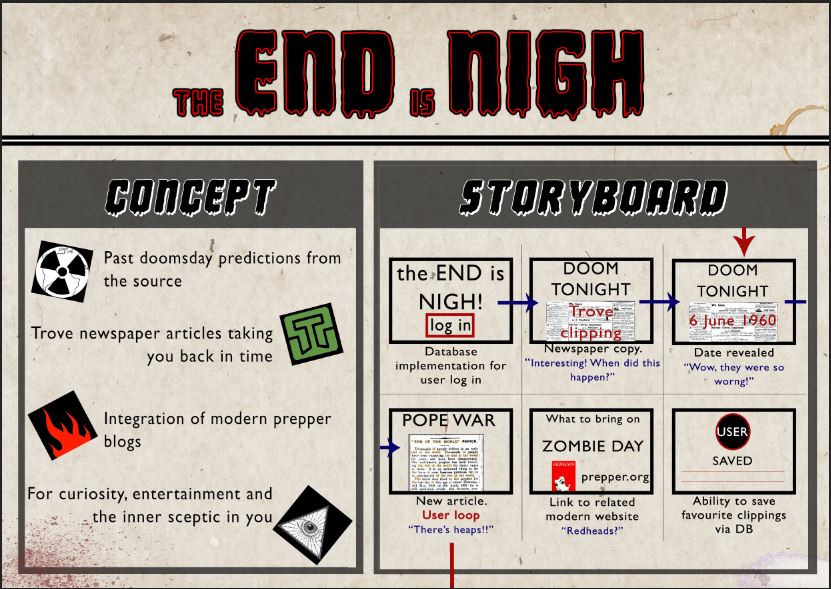 THE END IS NIGH
CONCEPT
Past doomsday predictions from
the source
Trove newspaper articles taking
you back in time
Integration of modern prepper
blogs
For curiosity, entertainment and
the inner sceptic in you
STORYBOARD
the END is
NIGH!
log in
Database
implementation for
user log in
DOOM
TONIGHT
Trove
clipping
Newspaper copy.
"Interesting! When did this
happen?"
DOOM
TONIGHT
6 June 1960
Date revealed
"Wow, they were so
worng!"
POPE WAR
"END OF THE WORLD" PANICS.
New article.
User loop
"There's heaps!!"
What to bring on
ZOMBIE DAY
REDHEADS
prepper.org
Link to related
modern website
"Redheads?"
USER
SAVED
Ability to save
favourite clippings
via DB